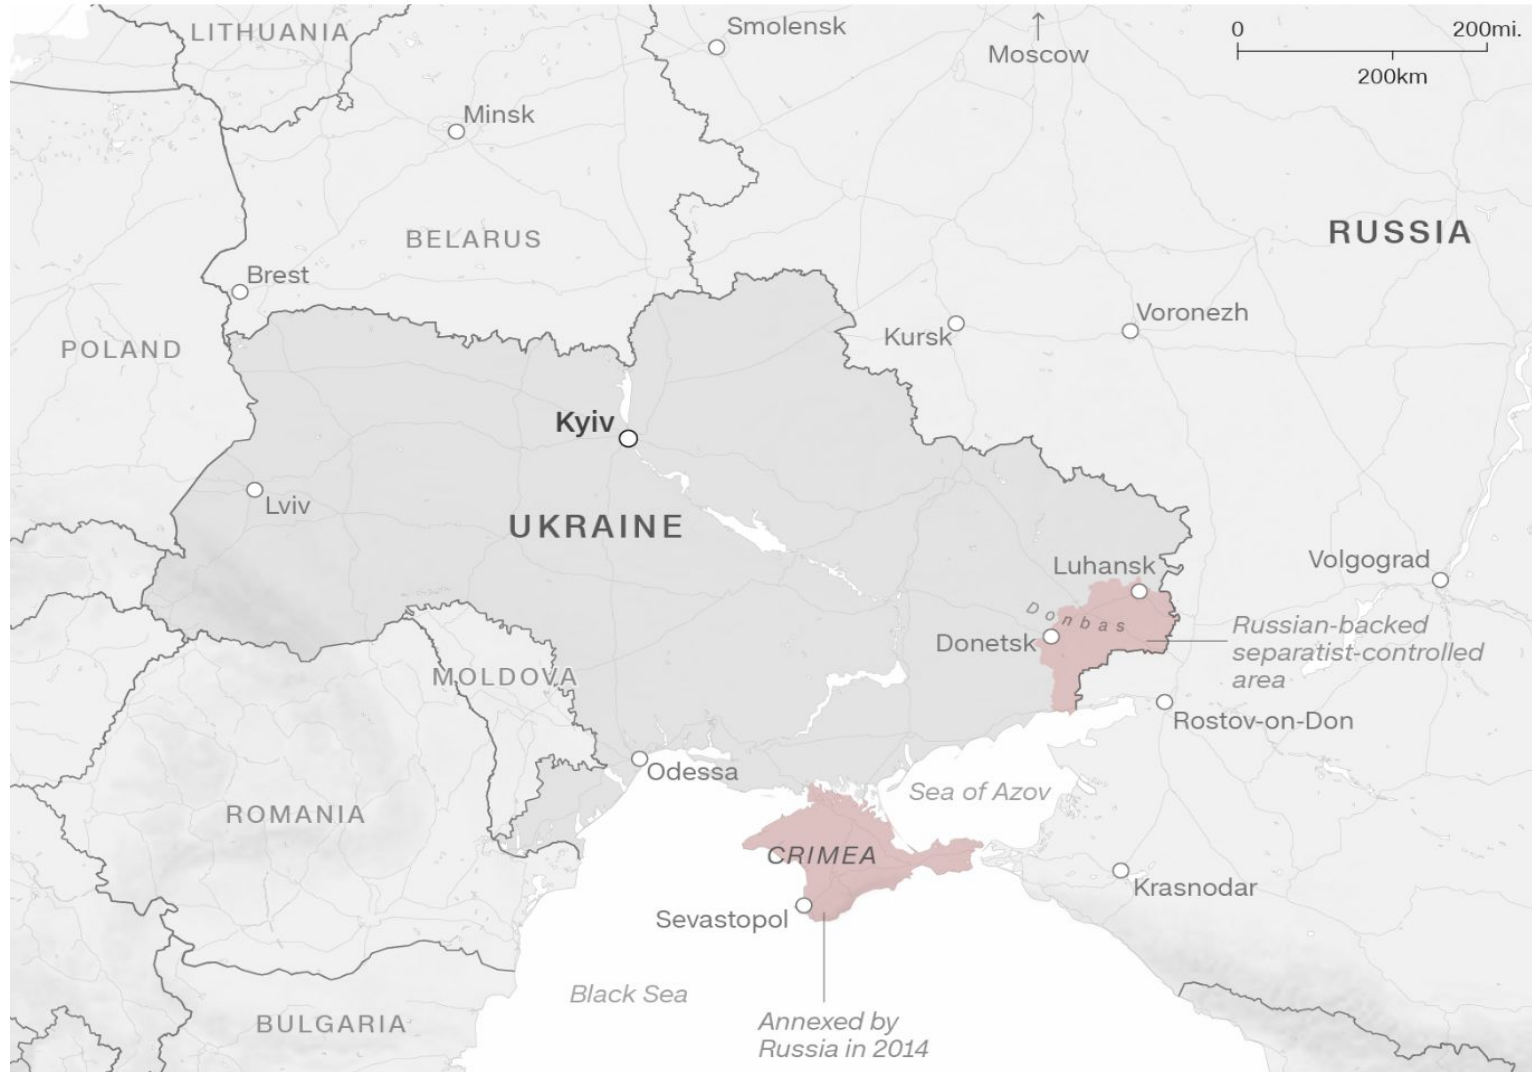 LITHUANIA
Smolensk
Moscow
0 200mi.
200km
Minsk
RUSSIA
BELARUS
Brest
Voronezh
Kursk
POLAND
Kyiv
Lviv
UKRAINE
Luhansk
Volgograd
Donbas
Donetsk
Russian-backed
separatist-controlled
area
MOLDOVA
Rostov-on-Don
Odessa
Sea of Azov
ROMANIA
CRIMEA
Krasnodar
Sevastopol
Black Sea
BULGARIA
Annexed by
Russia in 2014